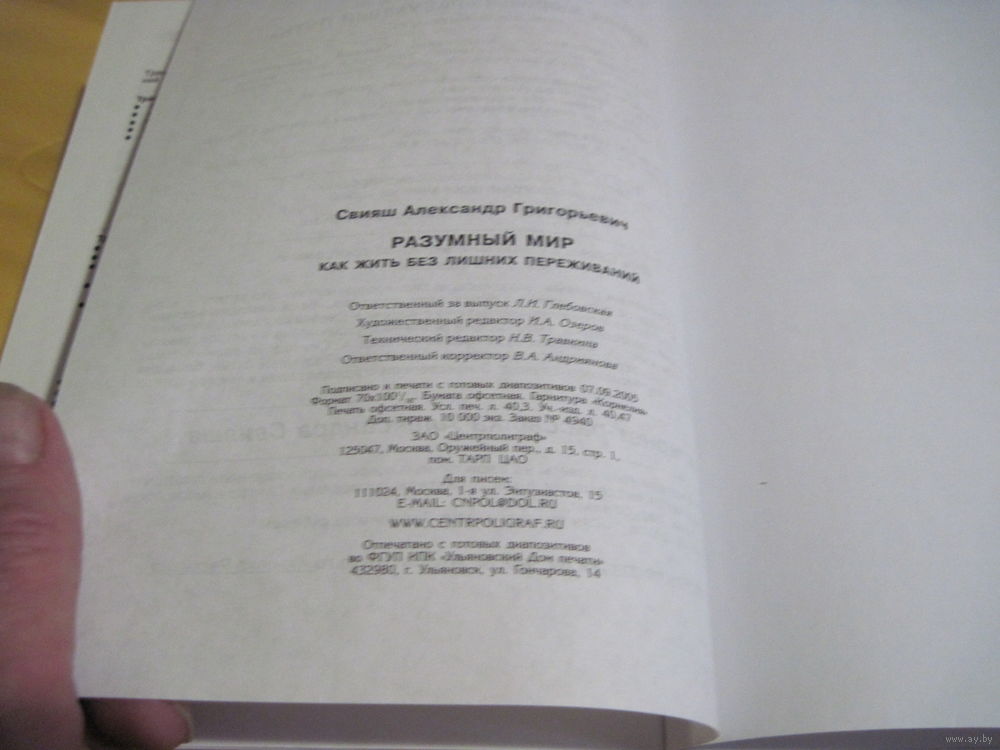 Свияш Александр Григорьевич
РАЗУМНЫЙ МИР
КАК ЖИТЬ БЕЗ ЛИШНИХ ПЕРЕЖИВАНИЙ
Ответственный за выпуск Л.И. Глебовская
Художественный редактор И.А. Озеров
Технический редактор Н.В. Травкина
Ответственный корректор В.А. Андриянова
Подписано к печати с готовых диапозитивов 07.06.2005
Формат 70x100 1/16. Бумага офсетная. Гарнитура «Корнелия»
Печать офсетная. Усл. печ. л. 40,3. Уч.-изд. л. 40,47
Доп. тираж 10 000 экз. Заказ № 4940
ЗАО «Центрполиграф»
125047, Москва, Оружейный пер., д. 15, стр. 1,
пом. ТАРП ЦАО
Для писем:
111024, Москва, 1-я ул. Энтузиастов, 15
E-MAIL: CNPOL@DOL.RU
WWW.CENTRPOLIGRAF.RU
Отпечатано с готовых диапозитивов
во ФГУП ИПК «Ульяновский Дом печати»
432980, г. Ульяновск, ул. Гончарова, 14
www.ay.by